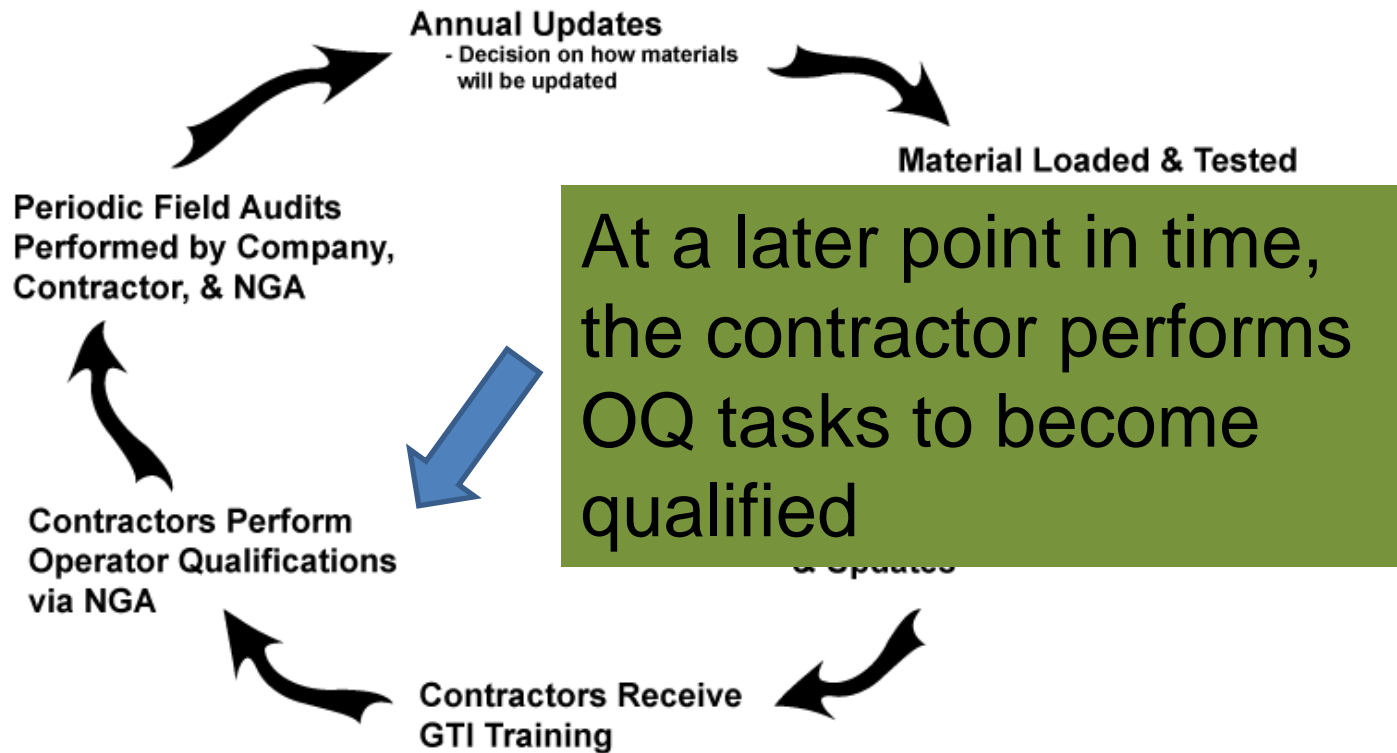 Annual Updates
- Decision on how materials
will be updated
Material Loaded & Tested
Periodic Field Audits
Performed by Company,
Contractor, & NGA
At a later point in time,
the contractor performs
OQ tasks to become
qualified
Contractors Perform
Operator Qualifications
via NGA
& Updates
Contractors Receive
GTI Training